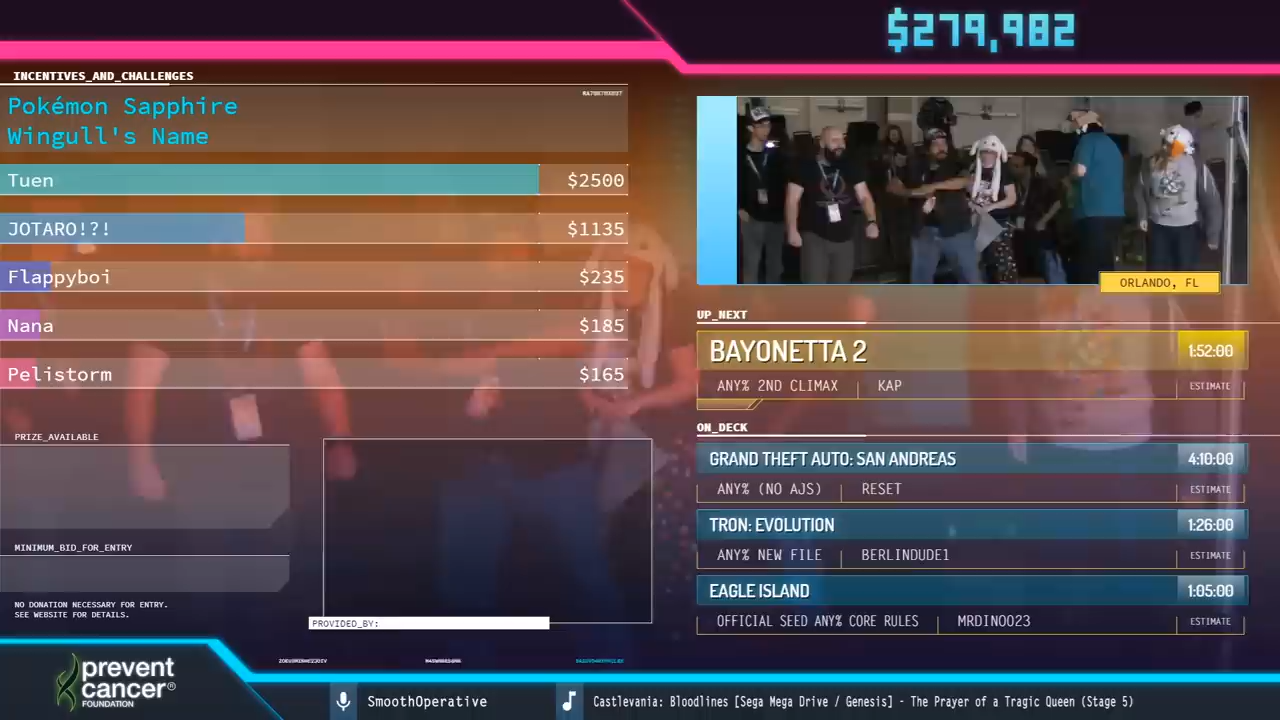 $279,982
INCENTIVES_AND_CHALLENGES
Pokémon Sapphire
Wingull's Name
Tuen $2500
JOTARO!?! $1135
Flappyboi $235
Nana $185
Pelistorm $165
PRIZE_AVAILABLE
MINIMUM_BID_FOR_ENTRY
NO DONATION NECESSARY FOR ENTRY.
SEE WEBSITE FOR DETAILS.
PROVIDED_BY:
ORLANDO, FL
UP_NEXT
BAYONETTA 2 1:52:00
ANY% 2ND CLIMAX KAP ESTIMATE
ON_DECK
GRAND THEFT AUTO: SAN ANDREAS 4:10:00
ANY% (NO AJS) RESET ESTIMATE
TRON: EVOLUTION 1:26:00
ANY% NEW FILE BERLINDUDE1 ESTIMATE
EAGLE ISLAND 1:05:00
OFFICIAL SEED ANY% CORE RULES MRDINO023 ESTIMATE
prevent
cancer®
FOUNDATION
SmoothOperative
Castlevania: Bloodlines [Sega Mega Drive / Genesis] - The Prayer of a Tragic Queen (Stage 5)